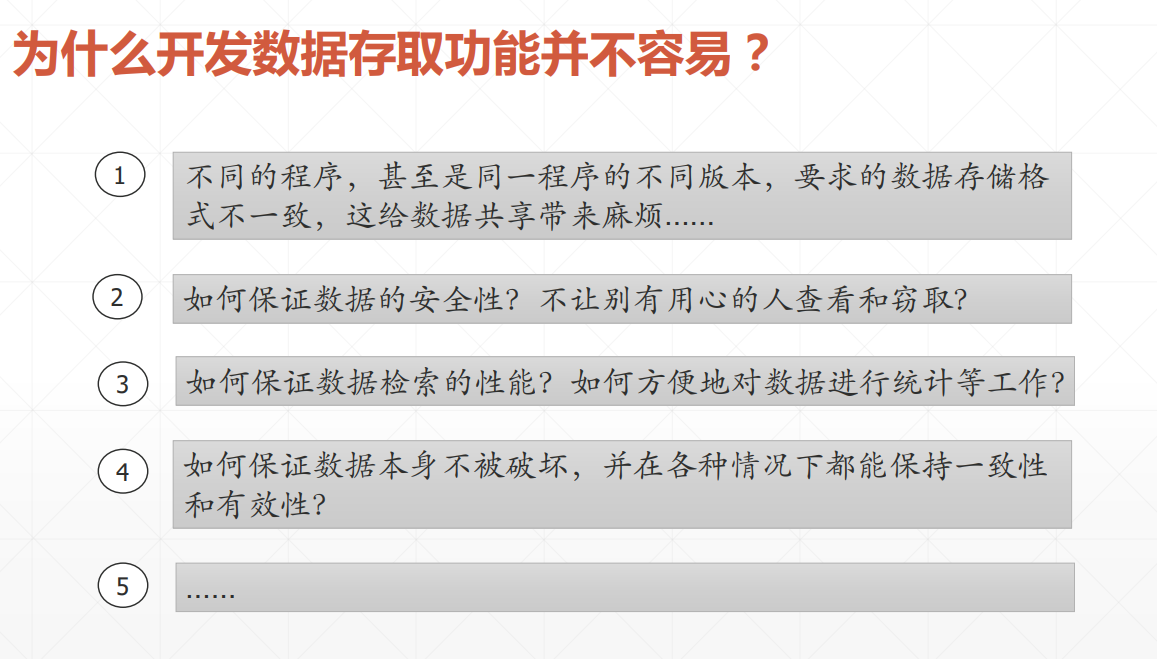 为什么开发数据存取功能并不容易？
1
不同的程序，甚至是同一程序的不同版本，要求的数据存储格
式不一致，这给数据共享带来麻烦……
2
如何保证数据的安全性？不让别有用心的人查看和窃取？
3
如何保证数据检索的性能？如何方便地对数据进行统计等工作？
4
如何保证数据本身不被破坏，并在各种情况下都能保持一致性
和有效性？
5
……